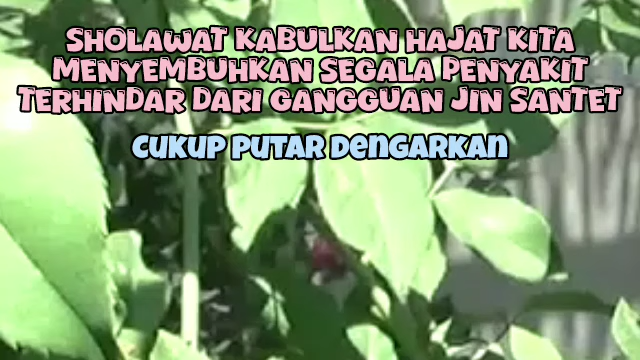 SHOLAWAT KABULKAN HAJAT KITA
MENYEMBUHKAN SEGALA PENYAKIT
TERHINDAR DARI GANGGUAN JIN SANTET
CUKUP PUTAR DENGARKAN